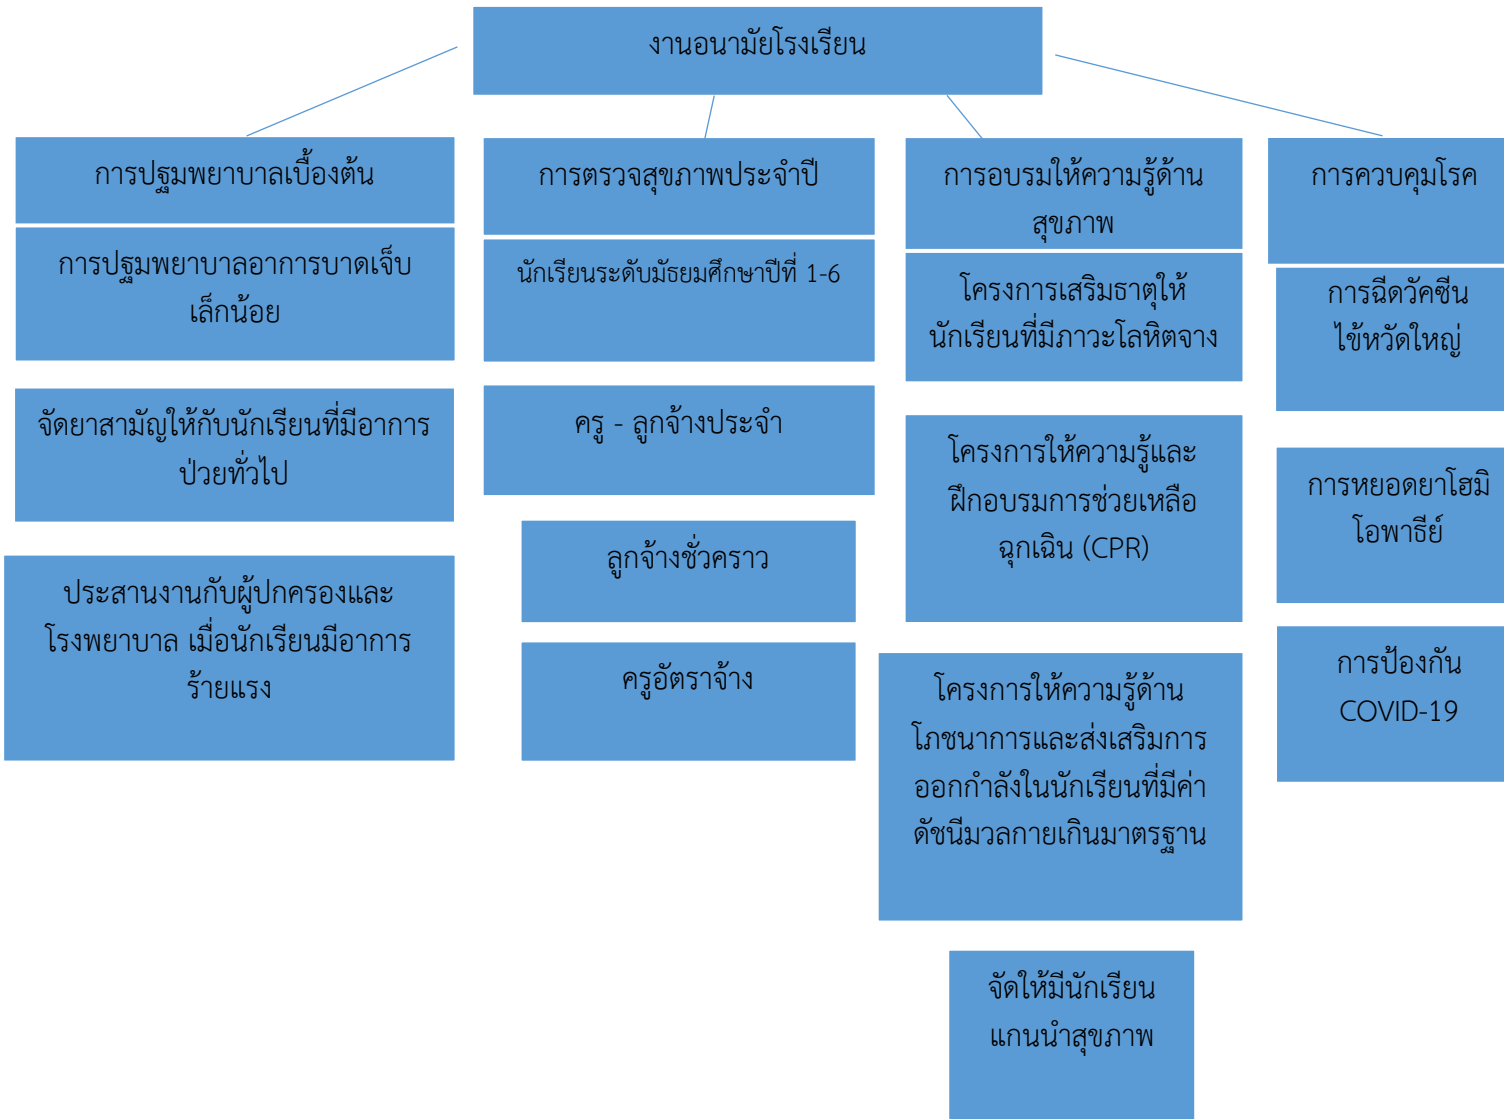 งานอนามัยโรงเรียน
การปฐมพยาบาลเบื้องต้น
การปฐมพยาบาลอาการบาดเจ็บ
เล็กน้อย
จัดยาสามัญให้กับนักเรียนที่มีอาการ
ป่วยทั่วไป
ประสานงานกับผู้ปกครองและ
โรงพยาบาล เมื่อนักเรียนมีอาการ
ร้ายแรง
การตรวจสุขภาพประจำปี
นักเรียนระดับมัธยมศึกษาปีที่ 1-6
ครู - ลูกจ้างประจำ
ลูกจ้างชั่วคราว
ครูอัตราจ้าง
การอบรมให้ความรู้ด้าน
สุขภาพ
โครงการเสริมธาตุให้
นักเรียนที่มีภาวะโลหิตจาง
โครงการให้ความรู้และ
ฝึกอบรมการช่วยเหลือ
ฉุกเฉิน (CPR)
โครงการให้ความรู้ด้าน
โภชนาการและส่งเสริมการ
ออกกำลังในนักเรียนที่มีค่า
ดัชนีมวลกายเกินมาตรฐาน
จัดให้มีนักเรียน
แกนนำสุขภาพ
การควบคุมโรค
การฉีดวัคซีน
ไข้หวัดใหญ่
การหยอดยาโฮมิ
โอพาธีย์
การป้องกัน
COVID-19